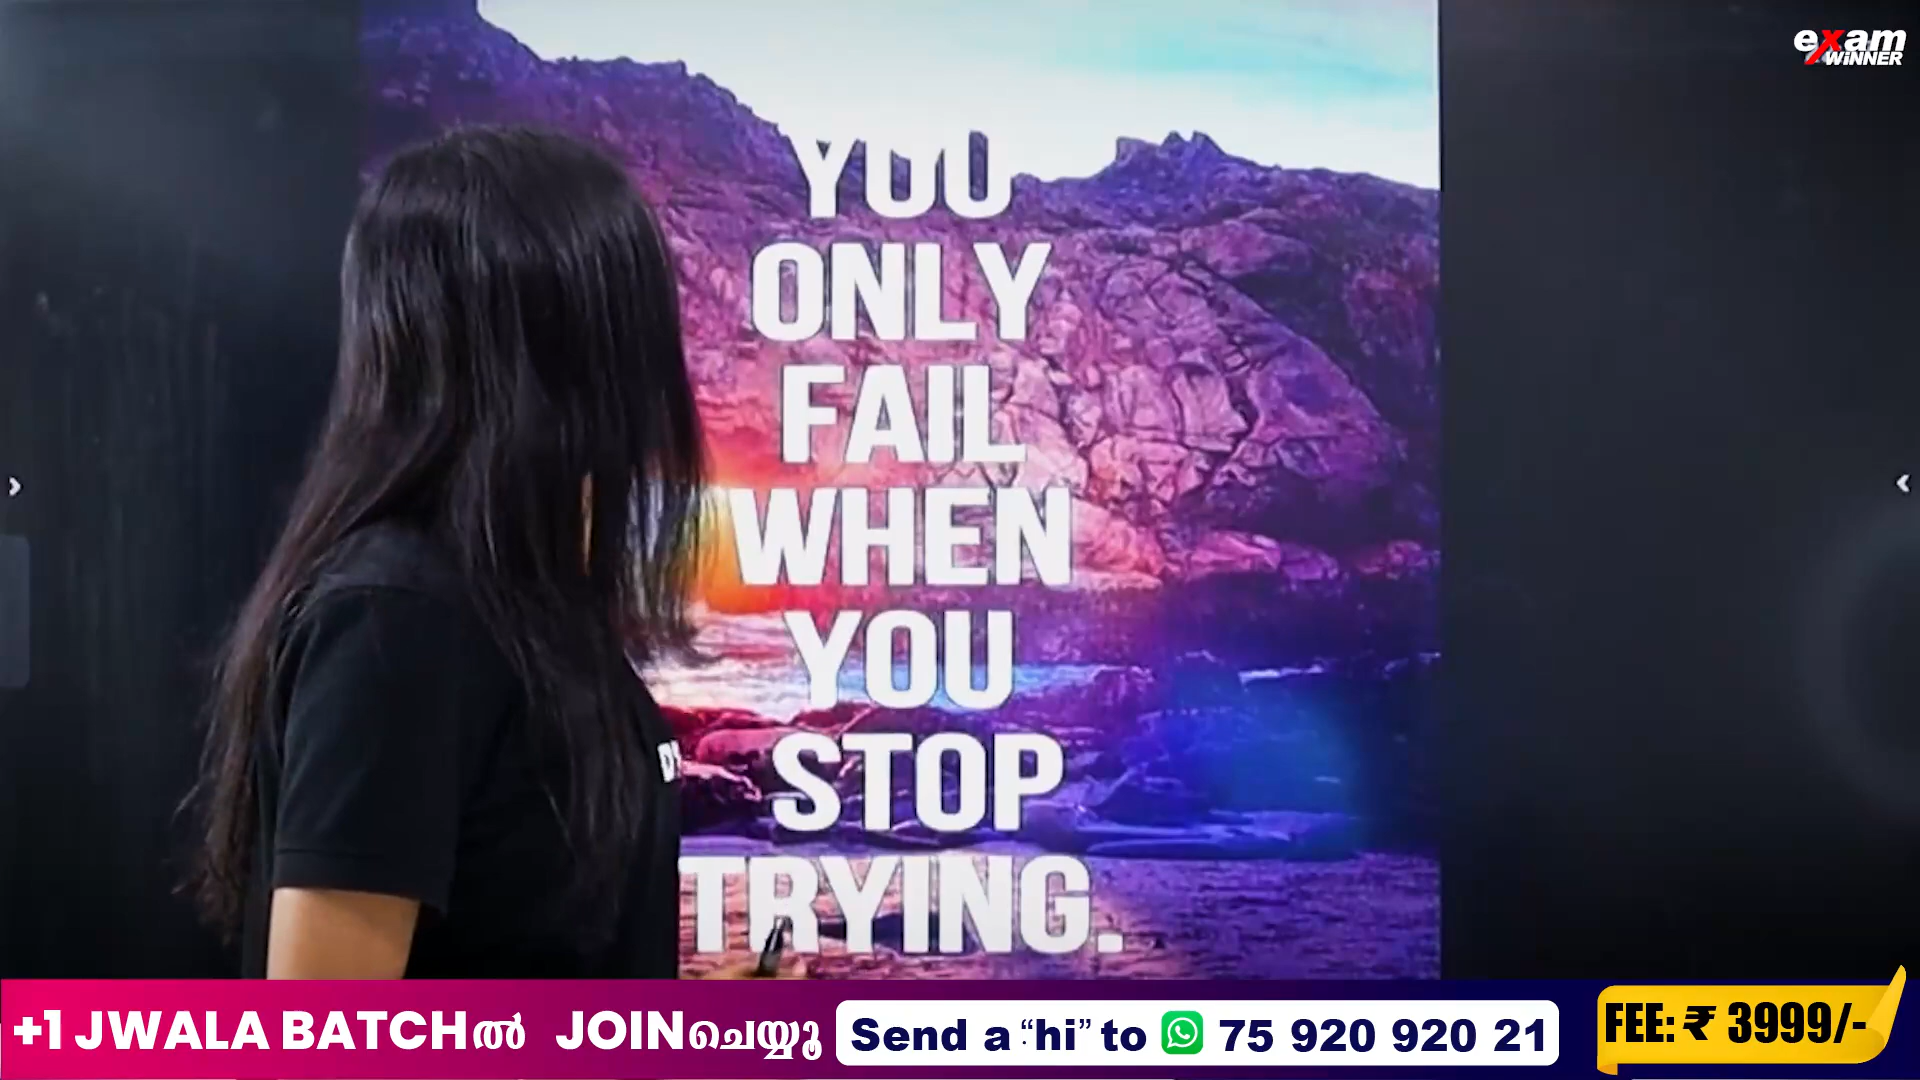 exam
WINNER
YOU
ONLY
FAIL
WHEN
YOU
STOP
TRYING.
+1 JWALA BATCHൽ JOINചെയ്യൂ
Send a “hi” to 75 920 920 21
FEE: ₹ 3999/-